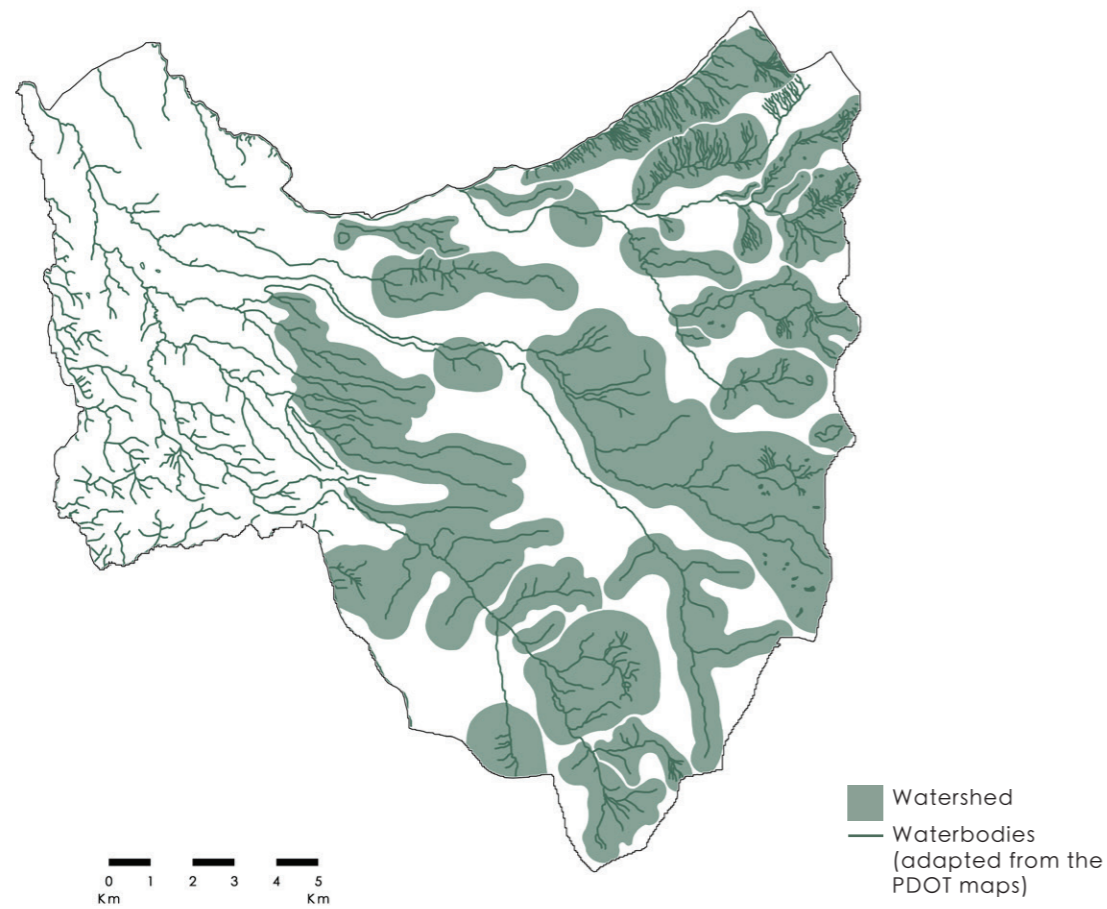 Watershed
Waterbodies
(adapted from the
PDOT maps)
0 1 2 3 4 5
Km Km